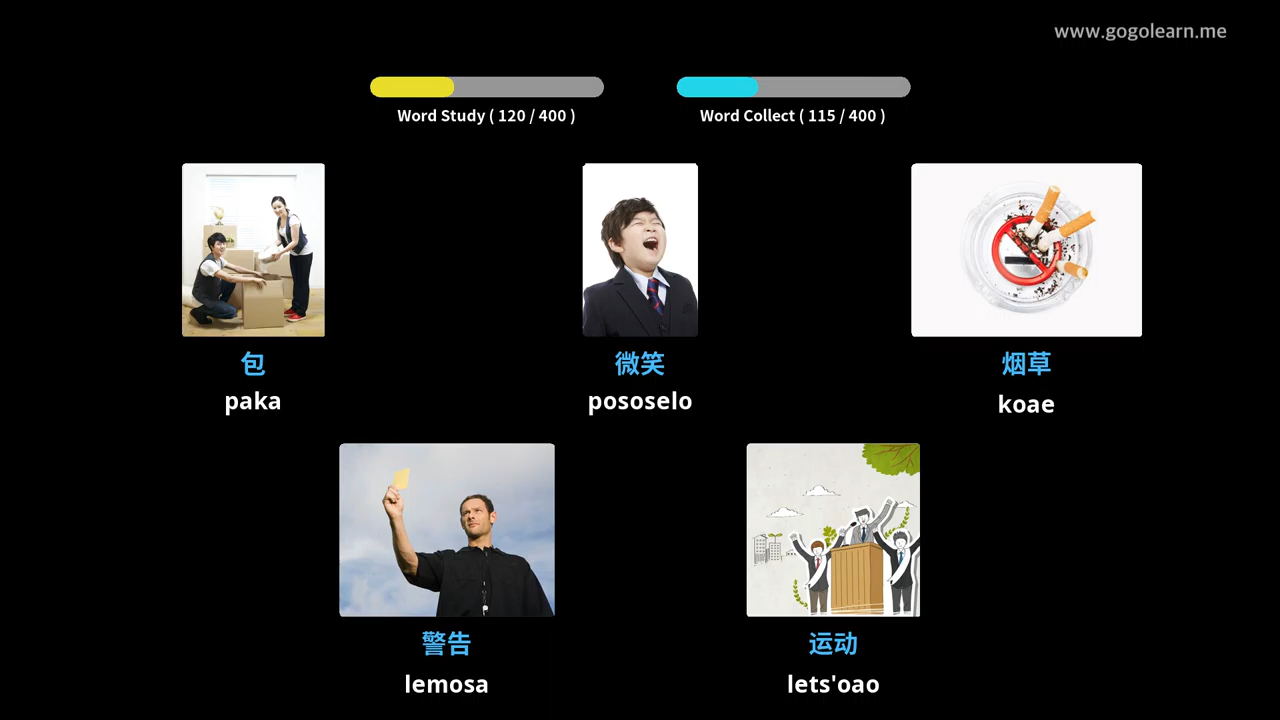 www.gogolearn.me
Word Study ( 120 / 400 )
Word Collect ( 115 / 400 )
包
paka
微笑
pososelo
烟草
koae
警告
lemosa
运动
lets'oao